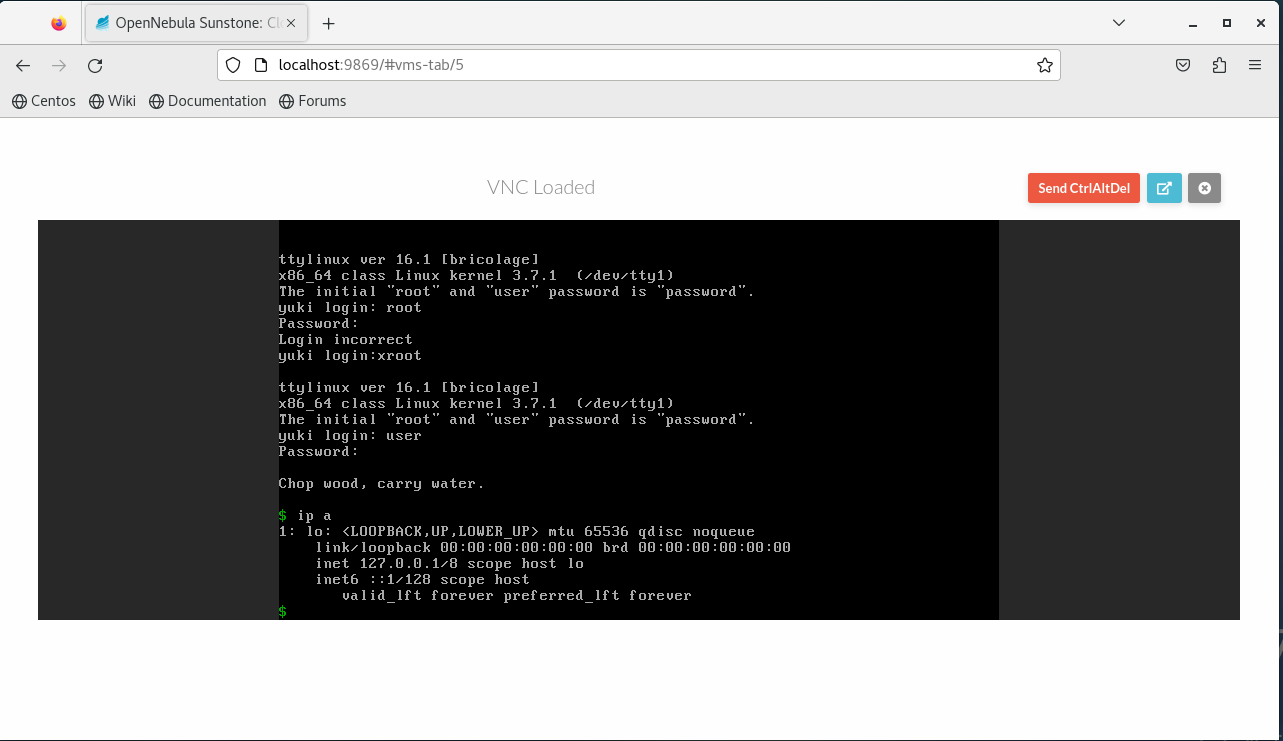 OpenNebula Sunstone: Cl
localhost:9869/#vms-tab/5
Centos Wiki Documentation Forums
VNC Loaded
Send CtrlAltDel
ttylinux ver 16.1 [bricolage]
x86_64 class Linux kernel 3.7.1  (/dev/tty1)
The initial "root" and "user" password is "password".
yuki login: root
Password:
Login incorrect
yuki login:xroot
ttylinux ver 16.1 [bricolage]
x86_64 class Linux kernel 3.7.1  (/dev/tty1)
The initial "root" and "user" password is "password".
yuki login: user
Password:
Chop wood, carry water.
$ ip a
1: lo: <LOOPBACK,UP,LOWER_UP> mtu 65536 qdisc noqueue
    link/loopback 00:00:00:00:00:00 brd 00:00:00:00:00:00
    inet 127.0.0.1/8 scope host lo
    inet6 ::1/128 scope host
       valid_lft forever preferred_lft forever
$